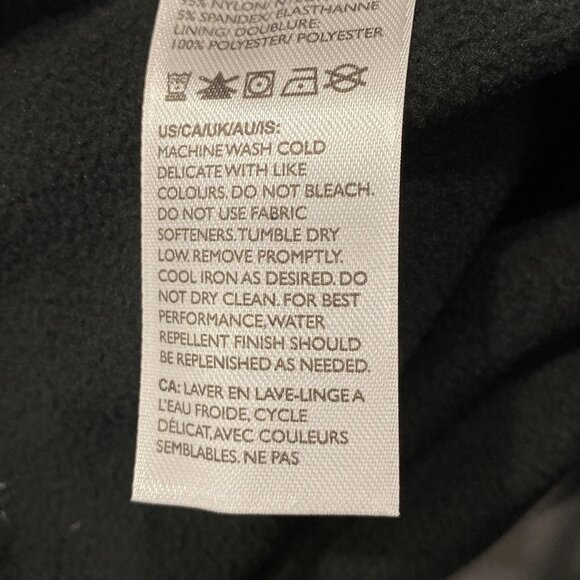 95% NYLON/
5% SPANDEX/ ÉLASTHANNE
LINING/ DOUBLURE:
100% POLYESTER/ POLYESTER
US/CA/UK/AU/IS:
MACHINE WASH COLD
DELICATE WITH LIKE
COLOURS. DO NOT BLEACH.
DO NOT USE FABRIC
SOFTENERS. TUMBLE DRY
LOW. REMOVE PROMPTLY.
COOL IRON AS DESIRED. DO
NOT DRY CLEAN. FOR BEST
PERFORMANCE, WATER
REPELLENT FINISH SHOULD
BE REPLENISHED AS NEEDED.
CA: LAVER EN LAVE-LINGE A
L'EAU FROIDE, CYCLE
DÉLICAT, AVEC COULEURS
SEMBLABLES. NE PAS